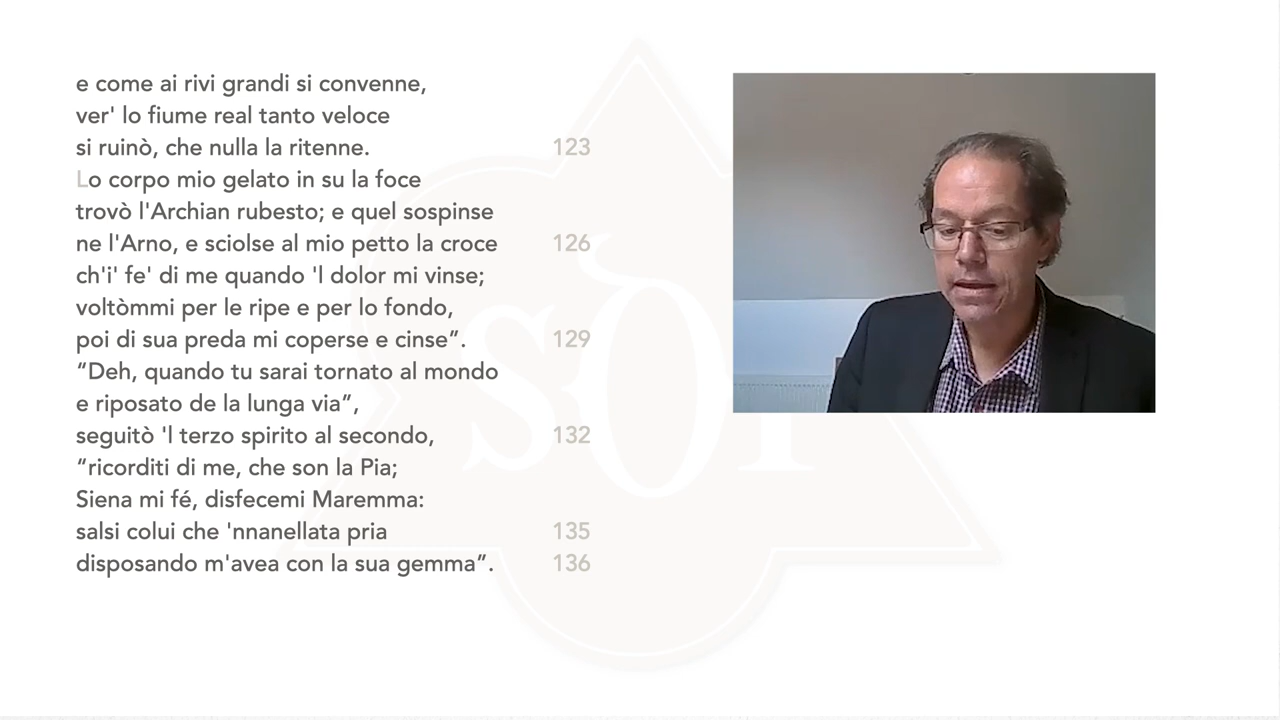 e come ai rivi grandi si convenne,
ver' lo fiume real tanto veloce
si ruinò, che nulla la ritenne. 123
Lo corpo mio gelato in su la foce
trovò l'Archian rubesto; e quel sospinse
ne l'Arno, e sciolse al mio petto la croce 126
ch'i' fe' di me quando 'l dolor mi vinse;
voltòmmi per le ripe e per lo fondo,
poi di sua preda mi coperse e cinse”. 129
“Deh, quando tu sarai tornato al mondo
e riposato de la lunga via”,
seguitò 'l terzo spirito al secondo, 132
“ricorditi di me, che son la Pia;
Siena mi fé, disfecemi Maremma:
salsi colui che 'nnanellata pria 135
disposando m'avea con la sua gemma”. 136